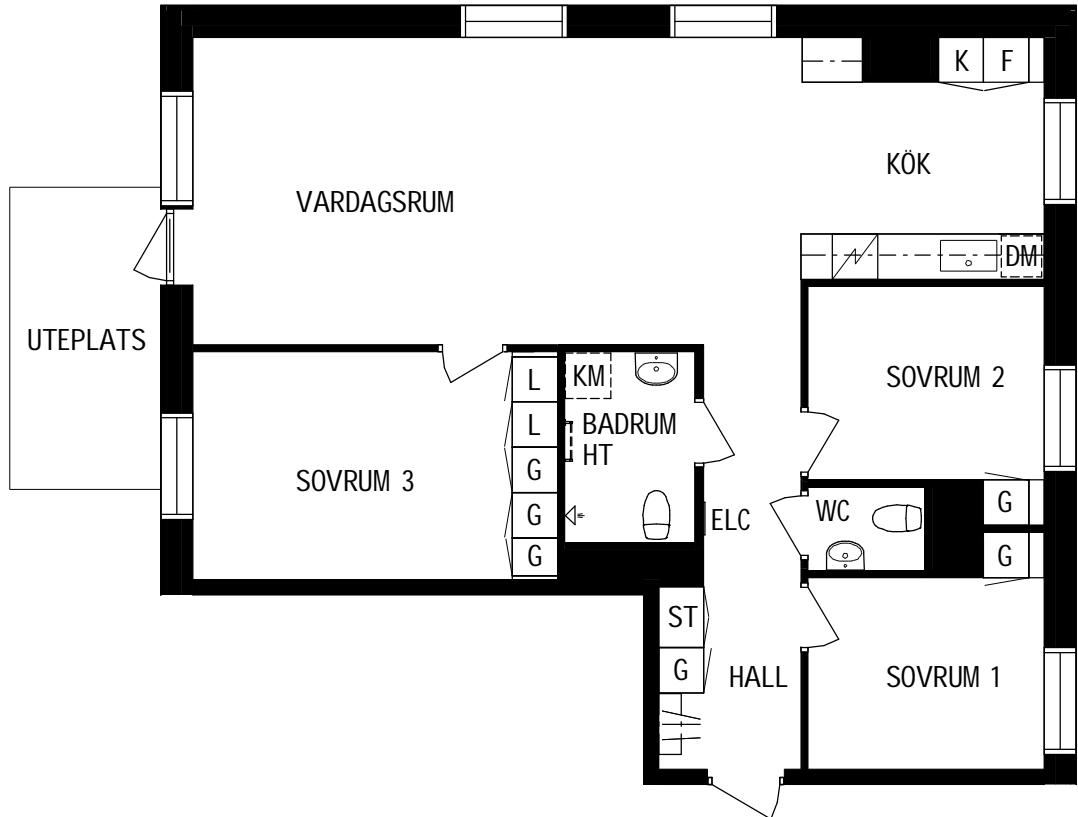 K F
KÖK
VARDAGSRUM
DM
UTEPLATS
L
KM
SOVRUM 2
L
BADRUM
HT
G
SOVRUM 3
G
G
ELC
WC
G
G
ST
G
HALL
SOVRUM 1